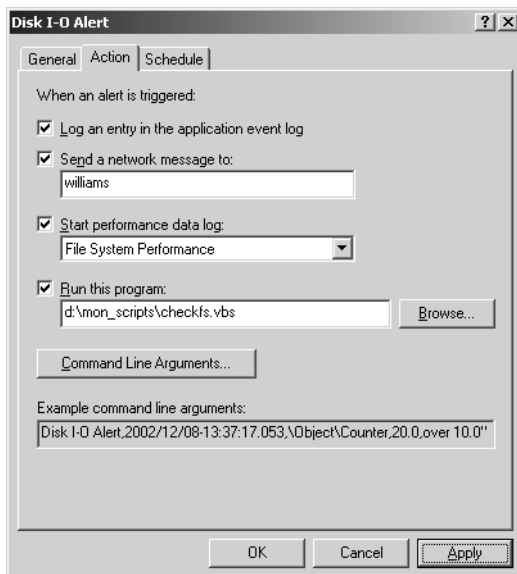 Disk I-O Alert
General Action Schedule
When an alert is triggered:
Log an entry in the application event log
Send a network message to:
williams
Start performance data log:
File System Performance
Run this program:
d:\mon_scripts\checkfs.vbs
Browse...
Command Line Arguments...
Example command line arguments:
Disk I-O Alert,2002/12/08-13:37:17.053,\Object\Counter,20.0,over 10.0"
OK Cancel Apply